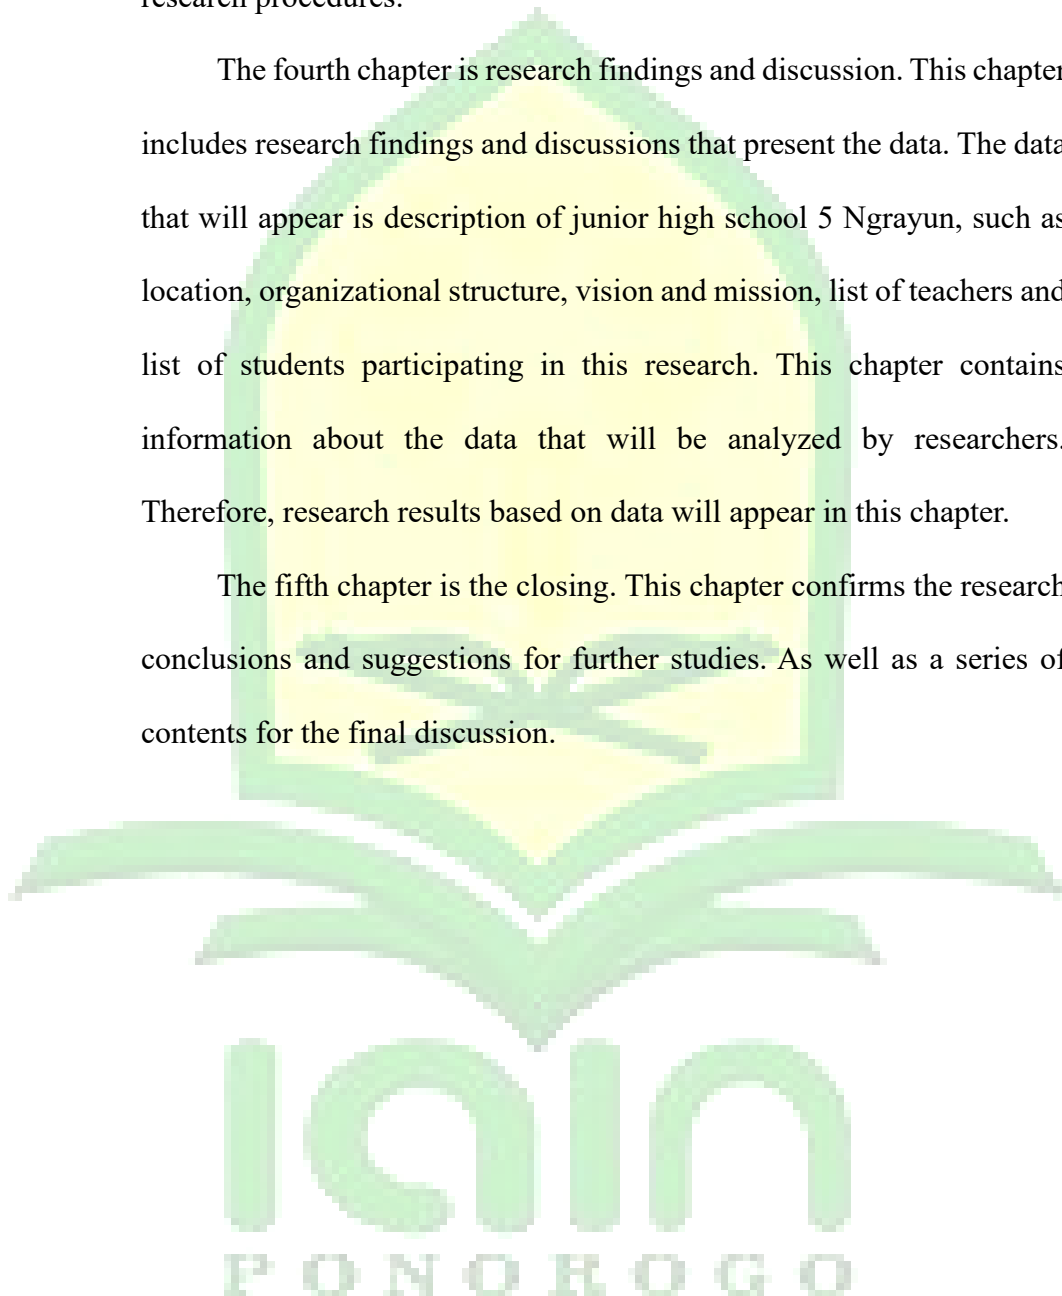 research procedures.
The fourth chapter is research findings and discussion. This chapter
includes research findings and discussions that present the data. The data
that will appear is description of junior high school 5 Ngrayun, such as
location, organizational structure, vision and mission, list of teachers and
list of students participating in this research. This chapter contains
information about the data that will be analyzed by researchers.
Therefore, research results based on data will appear in this chapter.
The fifth chapter is the closing. This chapter confirms the research
conclusions and suggestions for further studies. As well as a series of
contents for the final discussion.
iain
PONOROGO